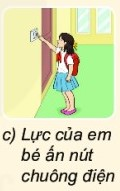 c) Lực của em
bé ấn nút
chuông điện